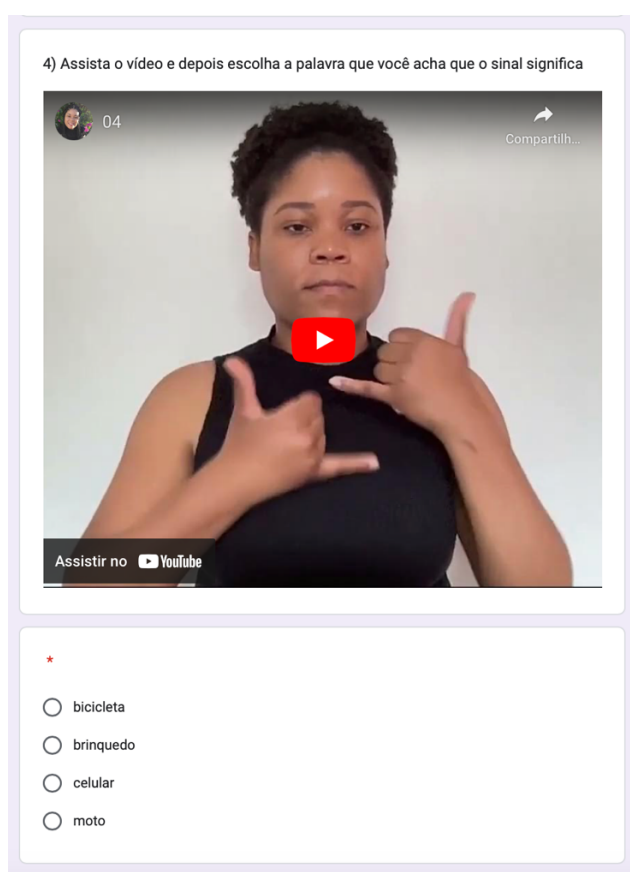 4) Assista o vídeo e depois escolha a palavra que você acha que o sinal significa
04
Compartilh...
Assistir no YouTube
*
bicicleta
brinquedo
celular
moto